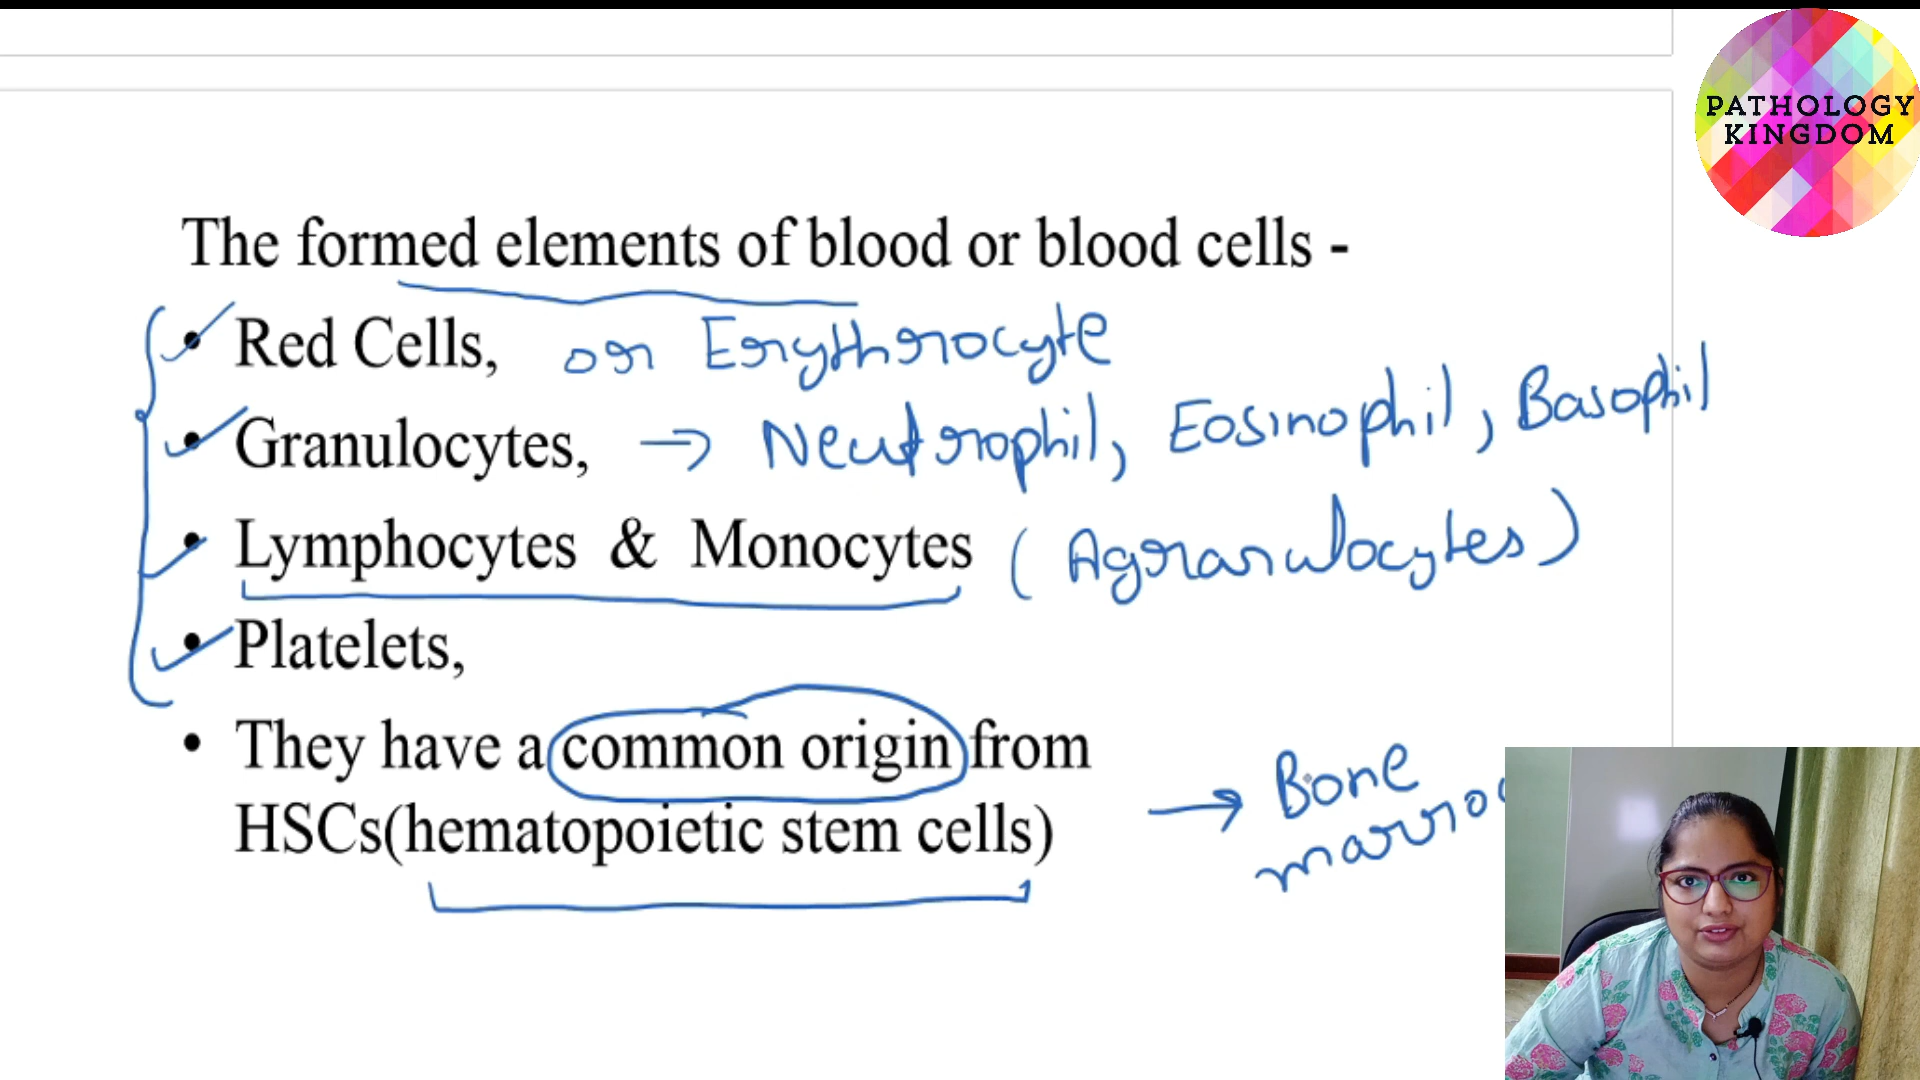 PATHOLOGY
KINGDOM
The formed elements of blood or blood cells -
• Red Cells, or Erythrocyte
• Granulocytes, → Neutrophil, Eosinophil, Basophil
• Lymphocytes & Monocytes (Agranulocytes)
• Platelets,
• They have a common origin from
HSCs(hematopoietic stem cells) → Bone